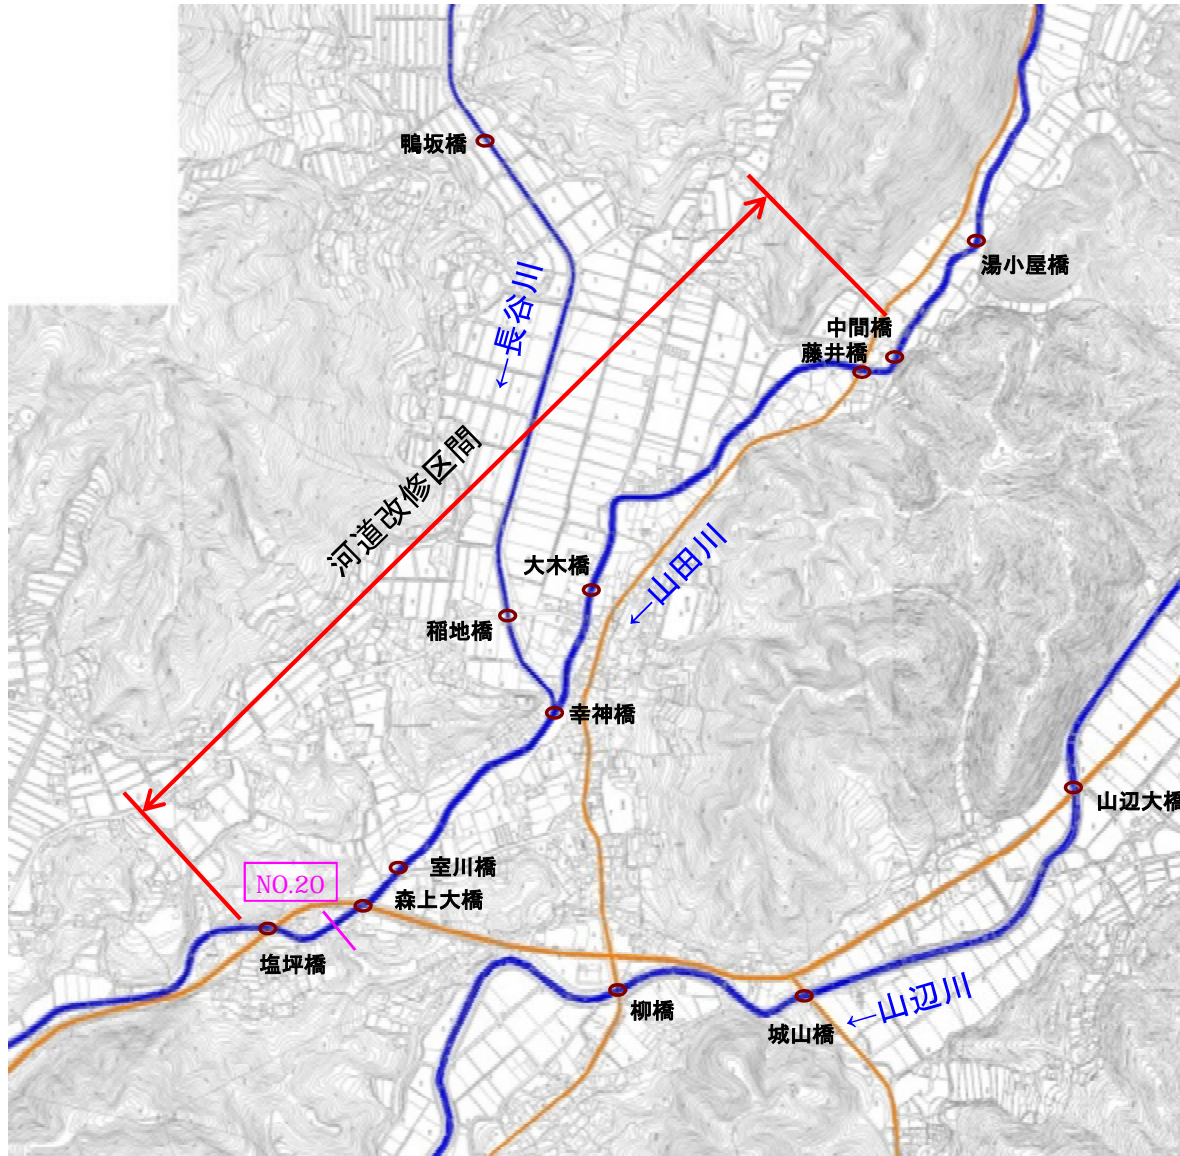 鴨坂橋
湯小屋橋
←長谷川
中間橋
藤井橋
河道改修区間
←山田川
大木橋
稲地橋
幸神橋
山辺大橋
室川橋
NO.20
森上大橋
塩坪橋
←山辺川
柳橋
城山橋